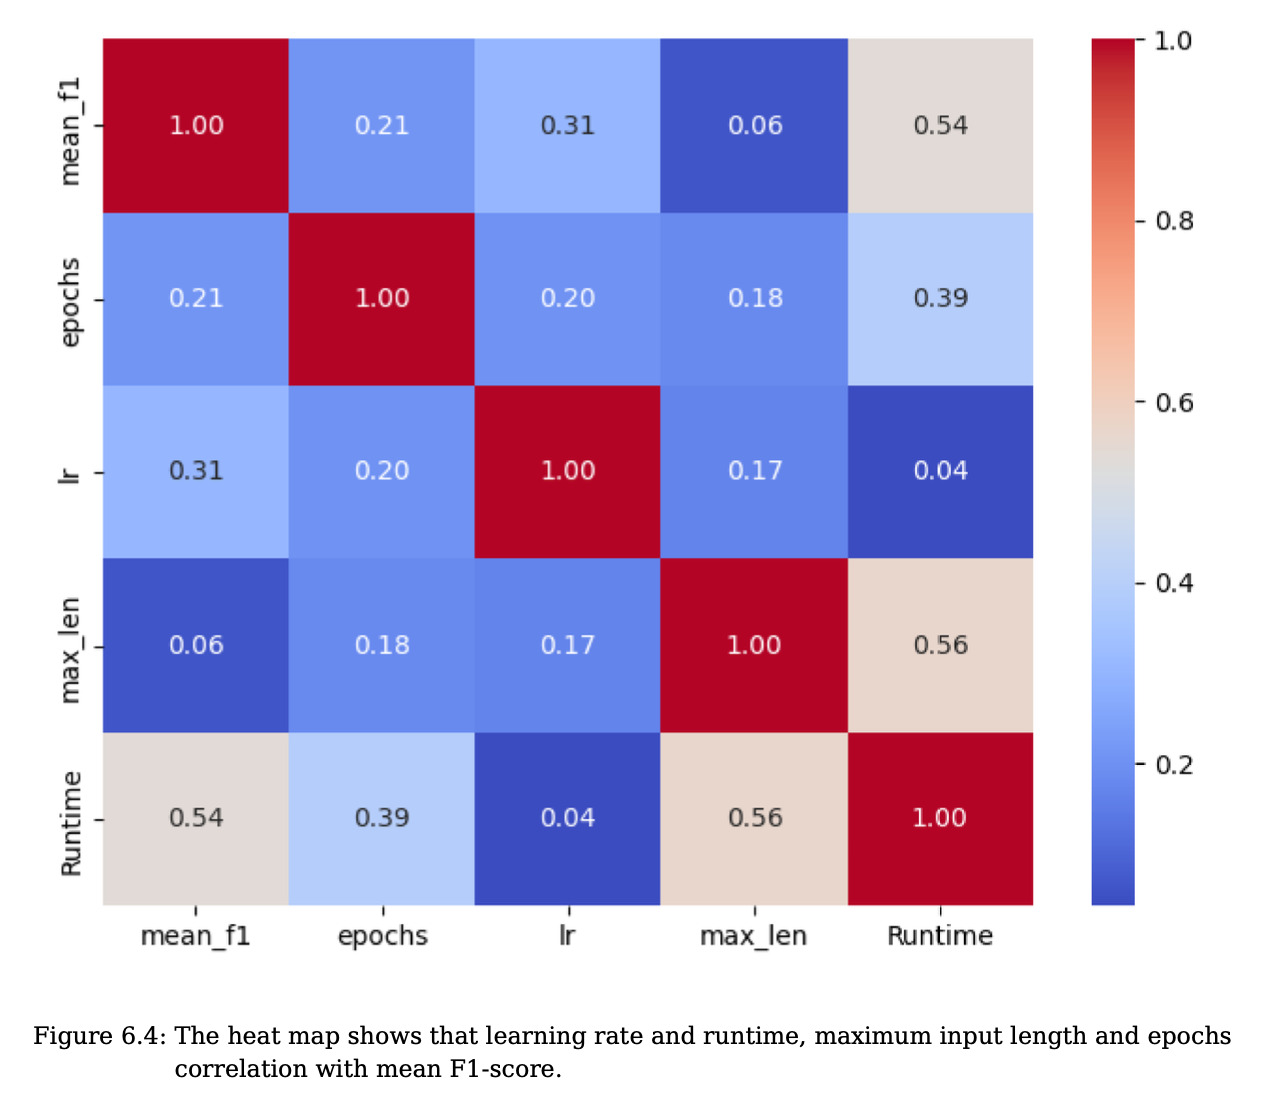 mean_f1 1.00 0.21 0.31 0.06 0.54
epochs 0.21 1.00 0.20 0.18 0.39
lr 0.31 0.20 1.00 0.17 0.04
max_len 0.06 0.18 0.17 1.00 0.56
Runtime 0.54 0.39 0.04 0.56 1.00
mean_f1 epochs lr max_len Runtime
1.0
0.8
0.6
0.4
0.2
Figure 6.4: The heat map shows that learning rate and runtime, maximum input length and epochs
correlation with mean F1-score.